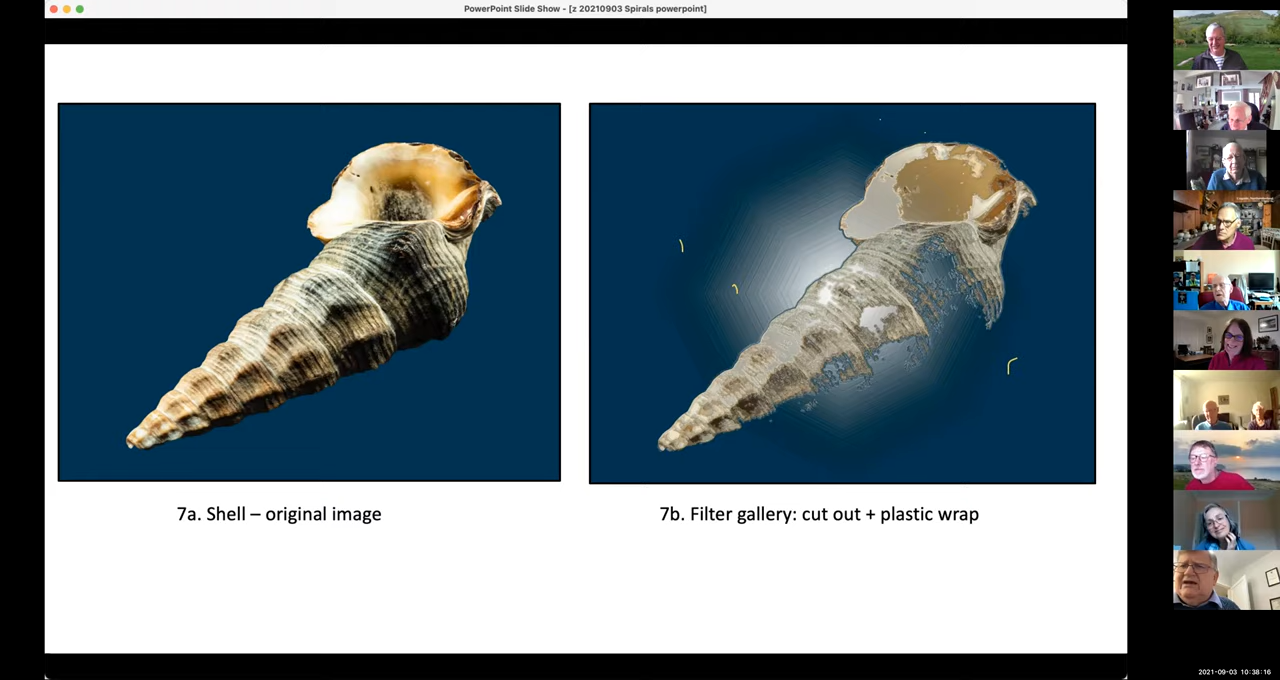 PowerPoint Slide Show - [z 20210903 Spirals powerpoint]
7a. Shell – original image
7b. Filter gallery: cut out + plastic wrap
2021-09-03 10:38:16